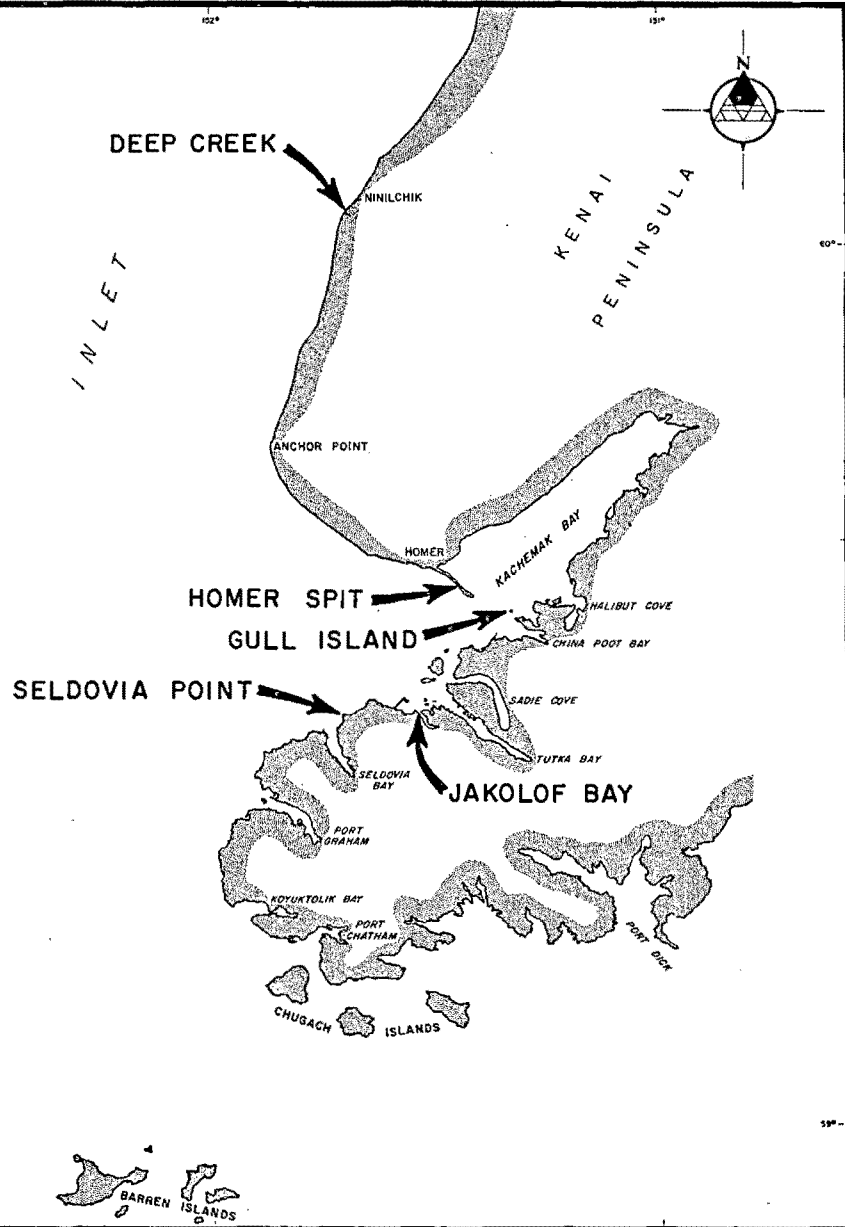 152°
151°
N
DEEP CREEK
NINILCHIK
KENAI
PENINSULA
60°
INLET
ANCHOR POINT
HOMER
KACHEMAK BAY
HOMER SPIT
HALIBUT COVE
GULL ISLAND
CHINA POOT BAY
SELDOVIA POINT
SADIE COVE
TUTKA BAY
SELDOVIA
BAY
JAKOLOF BAY
PORT
GRAHAM
KOYUKTOLIK BAY
PORT
CHATHAM
PORT DICK
CHUGACH ISLANDS
59°
BARREN ISLANDS